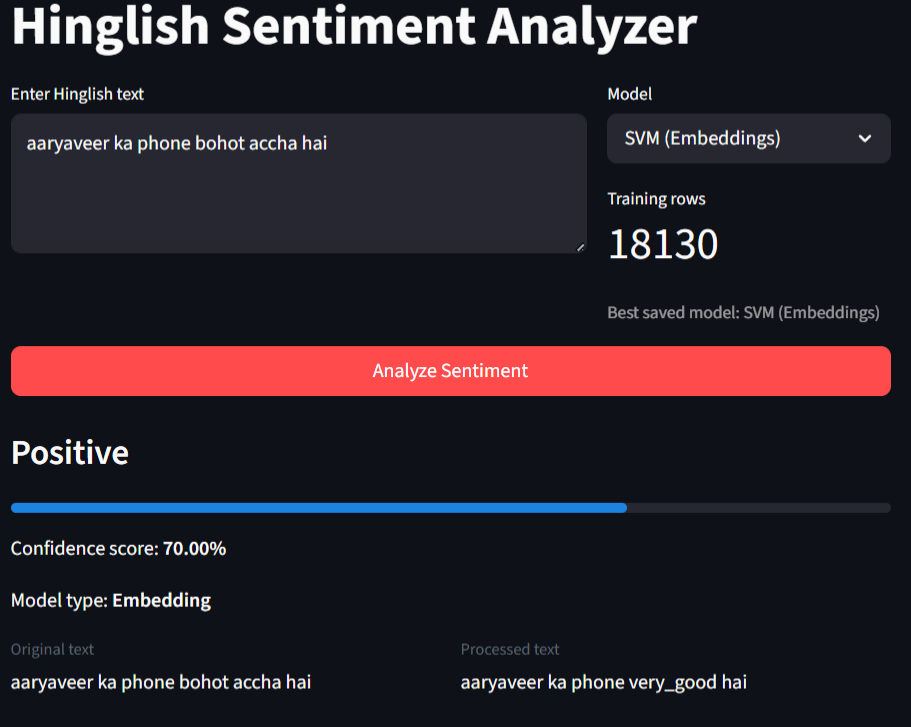 Hinglish Sentiment Analyzer
Enter Hinglish text
aaryaveer ka phone bohot accha hai
Model
SVM (Embeddings)
Training rows
18130
Best saved model: SVM (Embeddings)
Analyze Sentiment
Positive
Confidence score: 70.00%
Model type: Embedding
Original text
aaryaveer ka phone bohot accha hai
Processed text
aaryaveer ka phone very_good hai